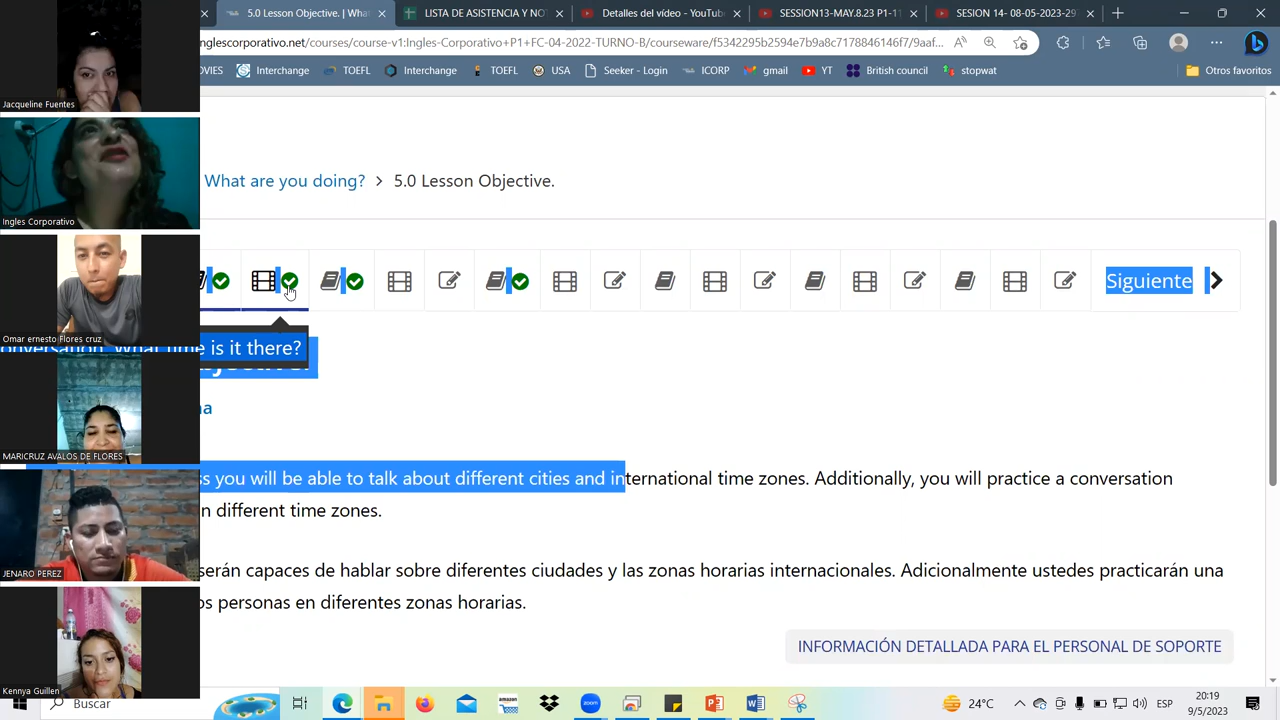 5.0 Lesson Objective. | Wha
LISTA DE ASISTENCIA Y NO
Detalles del vídeo - YouTub
SESSION13-MAY.8.23 P1-1
SESION 14- 08-05-2023-29
nglescorporativo.net/courses/course-v1:Ingles-Corporativo+P1+FC-04-2022-TURNO-B/courseware/f5342295b2594e7b9a8c7178846146f7/9aaf...
OVIES
Interchange
TOEFL
Interchange
TOEFL
USA
Seeker - Login
ICORP
gmail
YT
British council
stopwat
Otros favoritos
Jacqueline Fuentes
What are you doing? > 5.0 Lesson Objective.
Ingles Corporativo
Siguiente
Omar ernesto Flores cruz
onversation. What time is it there?
na
MARICRUZ AVALOS DE FLORES
ss you will be able to talk about different cities and international time zones. Additionally, you will practice a conversation
n different time zones.
JENARO PEREZ
serán capaces de hablar sobre diferentes ciudades y las zonas horarias internacionales. Adicionalmente ustedes practicarán una
os personas en diferentes zonas horarias.
INFORMACIÓN DETALLADA PARA EL PERSONAL DE SOPORTE
Kennya Guillen
Buscar
24°C
ESP
20:19
9/5/2023